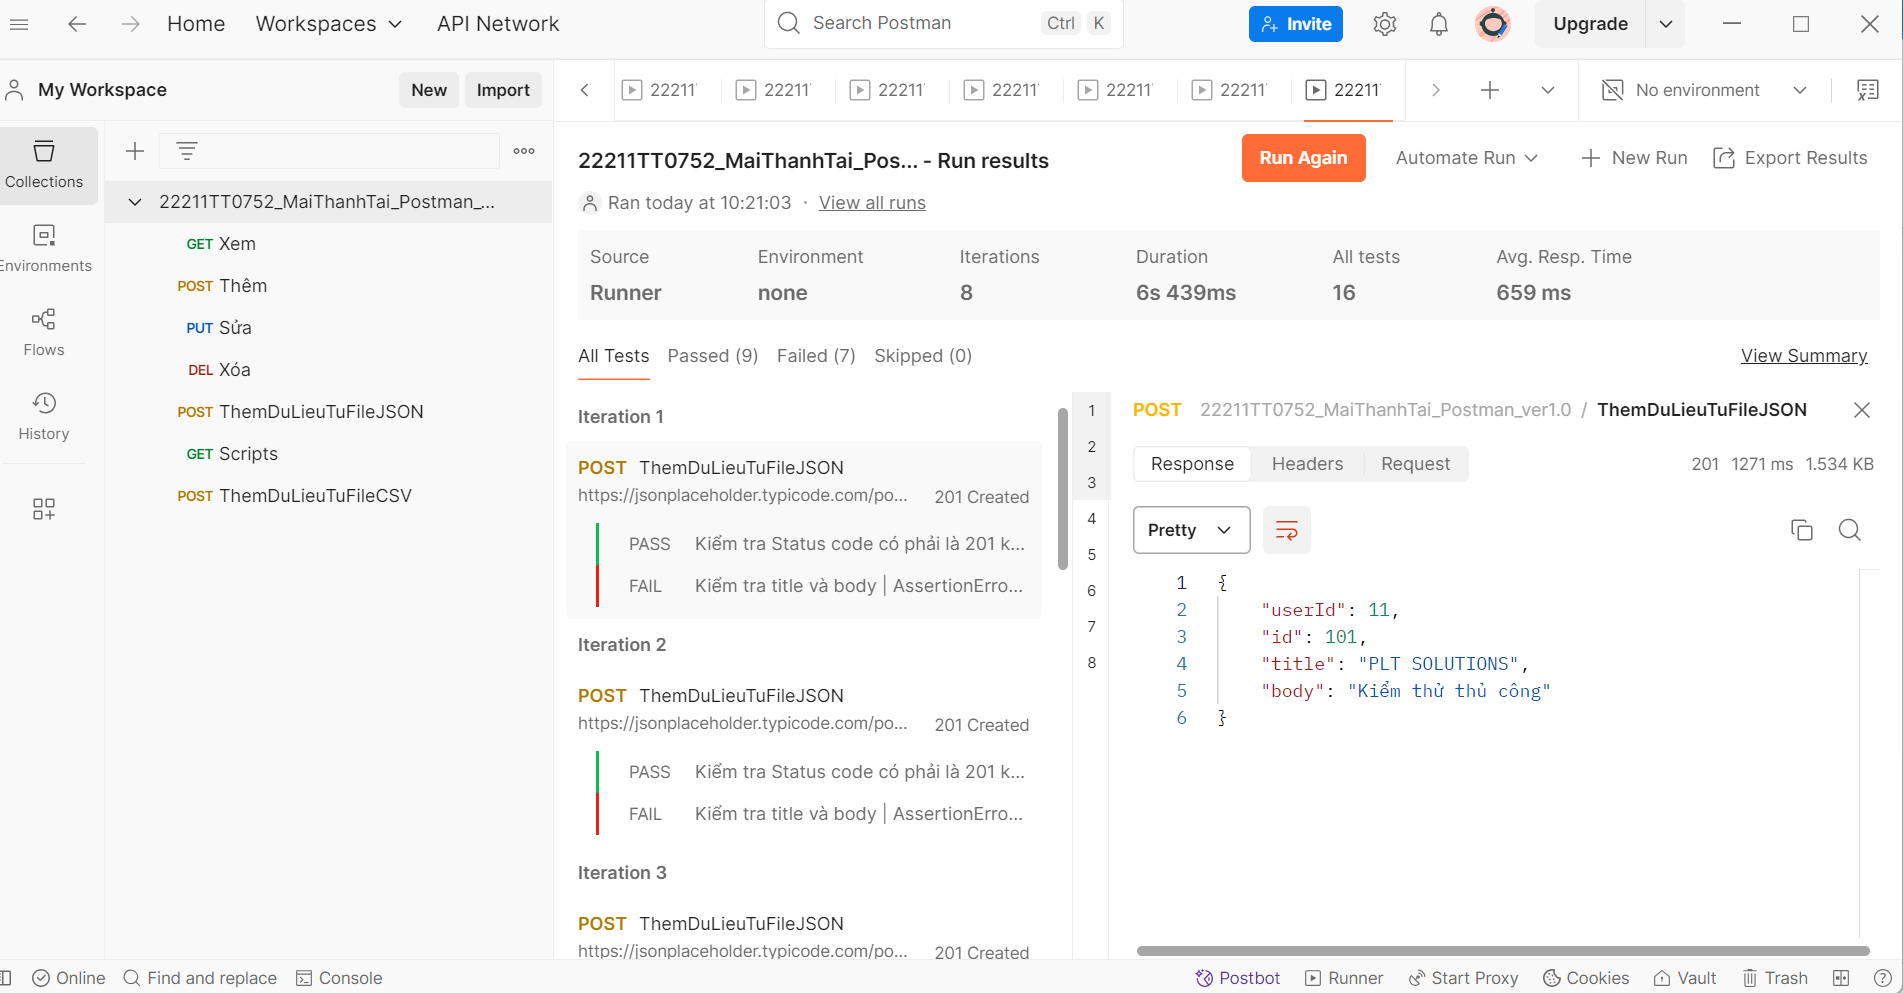 Home Workspaces API Network Search Postman Ctrl K Invite Upgrade
My Workspace New Import 22211 22211 22211 22211 22211 22211 22211 No environment
Collections
Environments
Flows
History
22211TT0752_MaiThanhTai_Postman_...
GET Xem
POST Thêm
PUT Sửa
DEL Xóa
POST ThemDuLieuTuFileJSON
GET Scripts
POST ThemDuLieuTuFileCSV
22211TT0752_MaiThanhTai_Pos... - Run results Run Again Automate Run New Run Export Results
Ran today at 10:21:03 · View all runs
Source Environment Iterations Duration All tests Avg. Resp. Time
Runner none 8 6s 439ms 16 659 ms
All Tests Passed (9) Failed (7) Skipped (0) View Summary
Iteration 1
POST ThemDuLieuTuFileJSON
https://jsonplaceholder.typicode.com/po... 201 Created
PASS Kiểm tra Status code có phải là 201 k...
FAIL Kiểm tra title và body | AssertionErro...
Iteration 2
POST ThemDuLieuTuFileJSON
https://jsonplaceholder.typicode.com/po... 201 Created
PASS Kiểm tra Status code có phải là 201 k...
FAIL Kiểm tra title và body | AssertionErro...
Iteration 3
POST ThemDuLieuTuFileJSON
https://jsonplaceholder.typicode.com/po... 201 Created
1
2
3
4
5
6
7
8
POST 22211TT0752_MaiThanhTai_Postman_ver1.0 / ThemDuLieuTuFileJSON
Response Headers Request 201 1271 ms 1.534 KB
Pretty
1 {
2 "userId": 11,
3 "id": 101,
4 "title": "PLT SOLUTIONS",
5 "body": "Kiểm thử thủ công"
6 }
Online Find and replace Console Postbot Runner Start Proxy Cookies Vault Trash